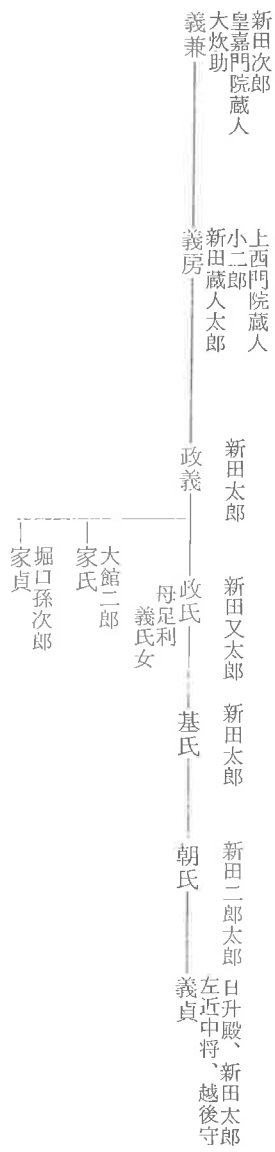 新田次郎
皇嘉門院蔵人
大炊助
義兼
上西門院蔵人
小二郎
新田蔵人太郎
義房
新田太郎
政義
新田又太郎
政氏
母足利
義氏女
大館二郎
家氏
堀口孫次郎
家貞
新田太郎
基氏
新田二郎太郎
朝氏
日升殿、新田太郎
左近中将、越後守
義貞